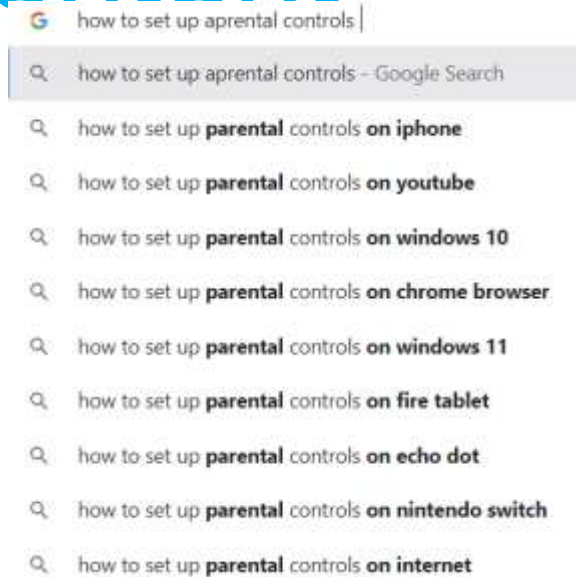 how to set up aprental controls
how to set up aprental controls - Google Search
how to set up parental controls on iphone
how to set up parental controls on youtube
how to set up parental controls on windows 10
how to set up parental controls on chrome browser
how to set up parental controls on windows 11
how to set up parental controls on fire tablet
how to set up parental controls on echo dot
how to set up parental controls on nintendo switch
how to set up parental controls on internet